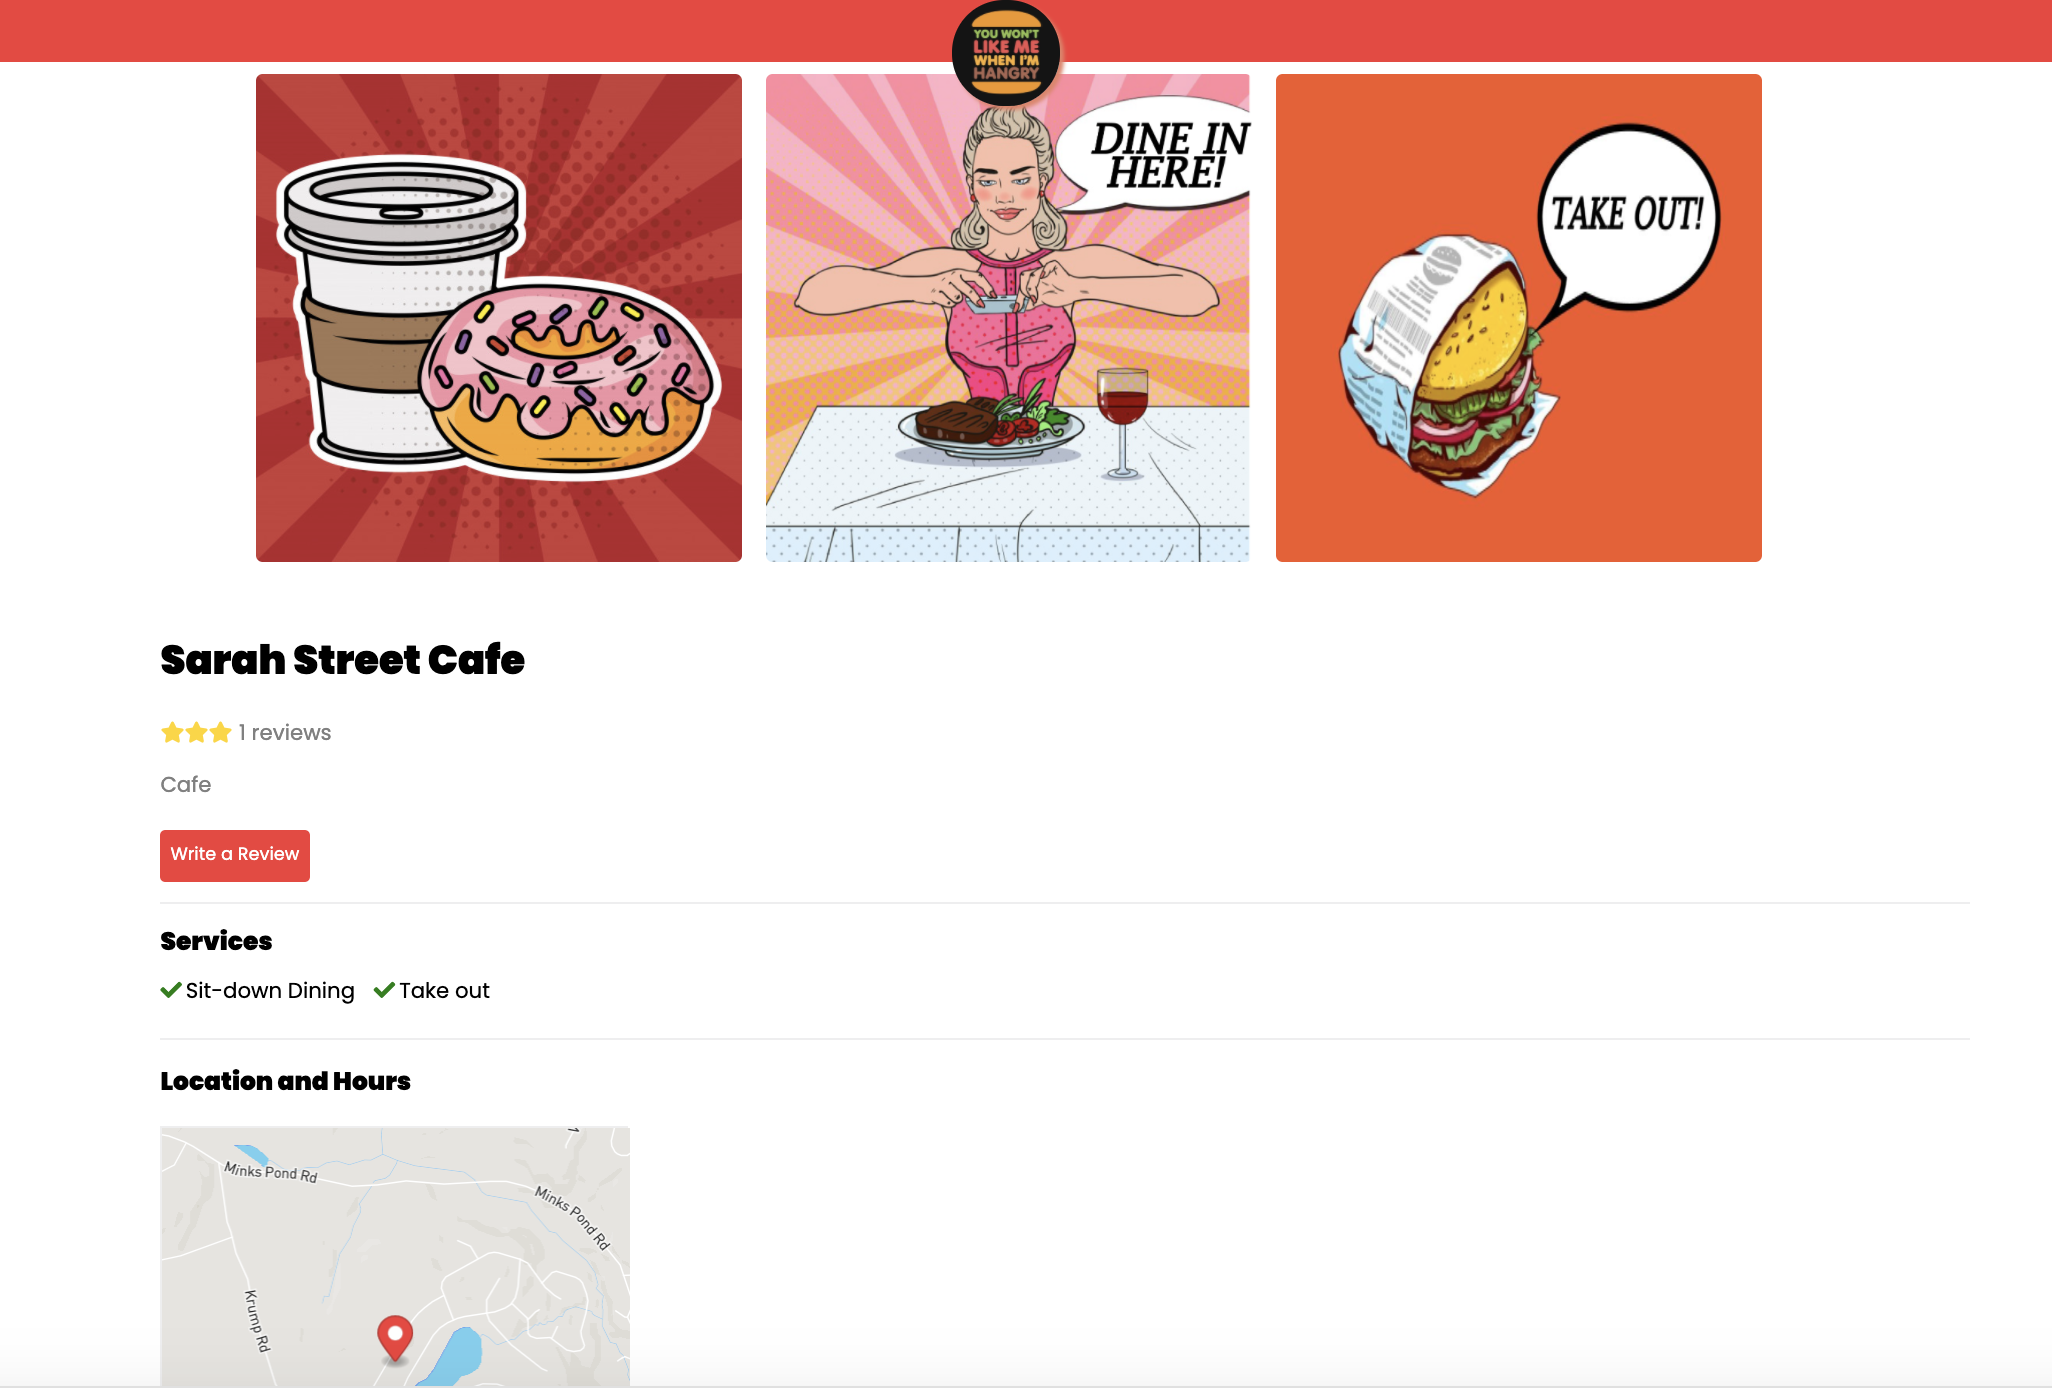 YOU WON'T
LIKE ME
WHEN I'M
HANGRY
DINE IN
HERE!
TAKE OUT!
Sarah Street Cafe
1 reviews
Cafe
Write a Review
Services
Sit-down Dining
Take out
Location and Hours
Minks Pond Rd
Minks Pond Rd
Krump Rd